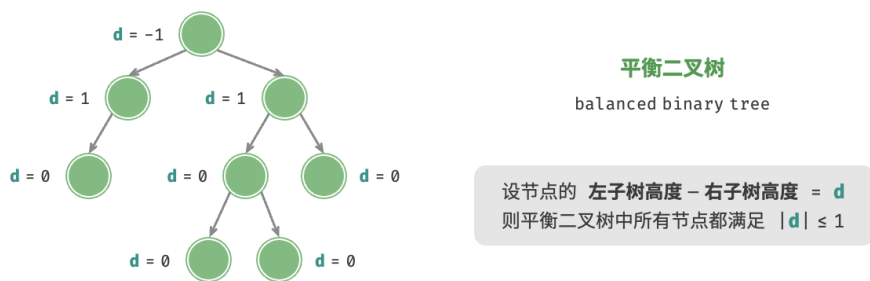 d = -1
平衡二叉树
d = 1
d = 1
balanced binary tree
d = 0
d = 0
d = 0
设节点的 左子树高度 – 右子树高度 = d
则平衡二叉树中所有节点都满足 |d| ≤ 1
d = 0
d = 0